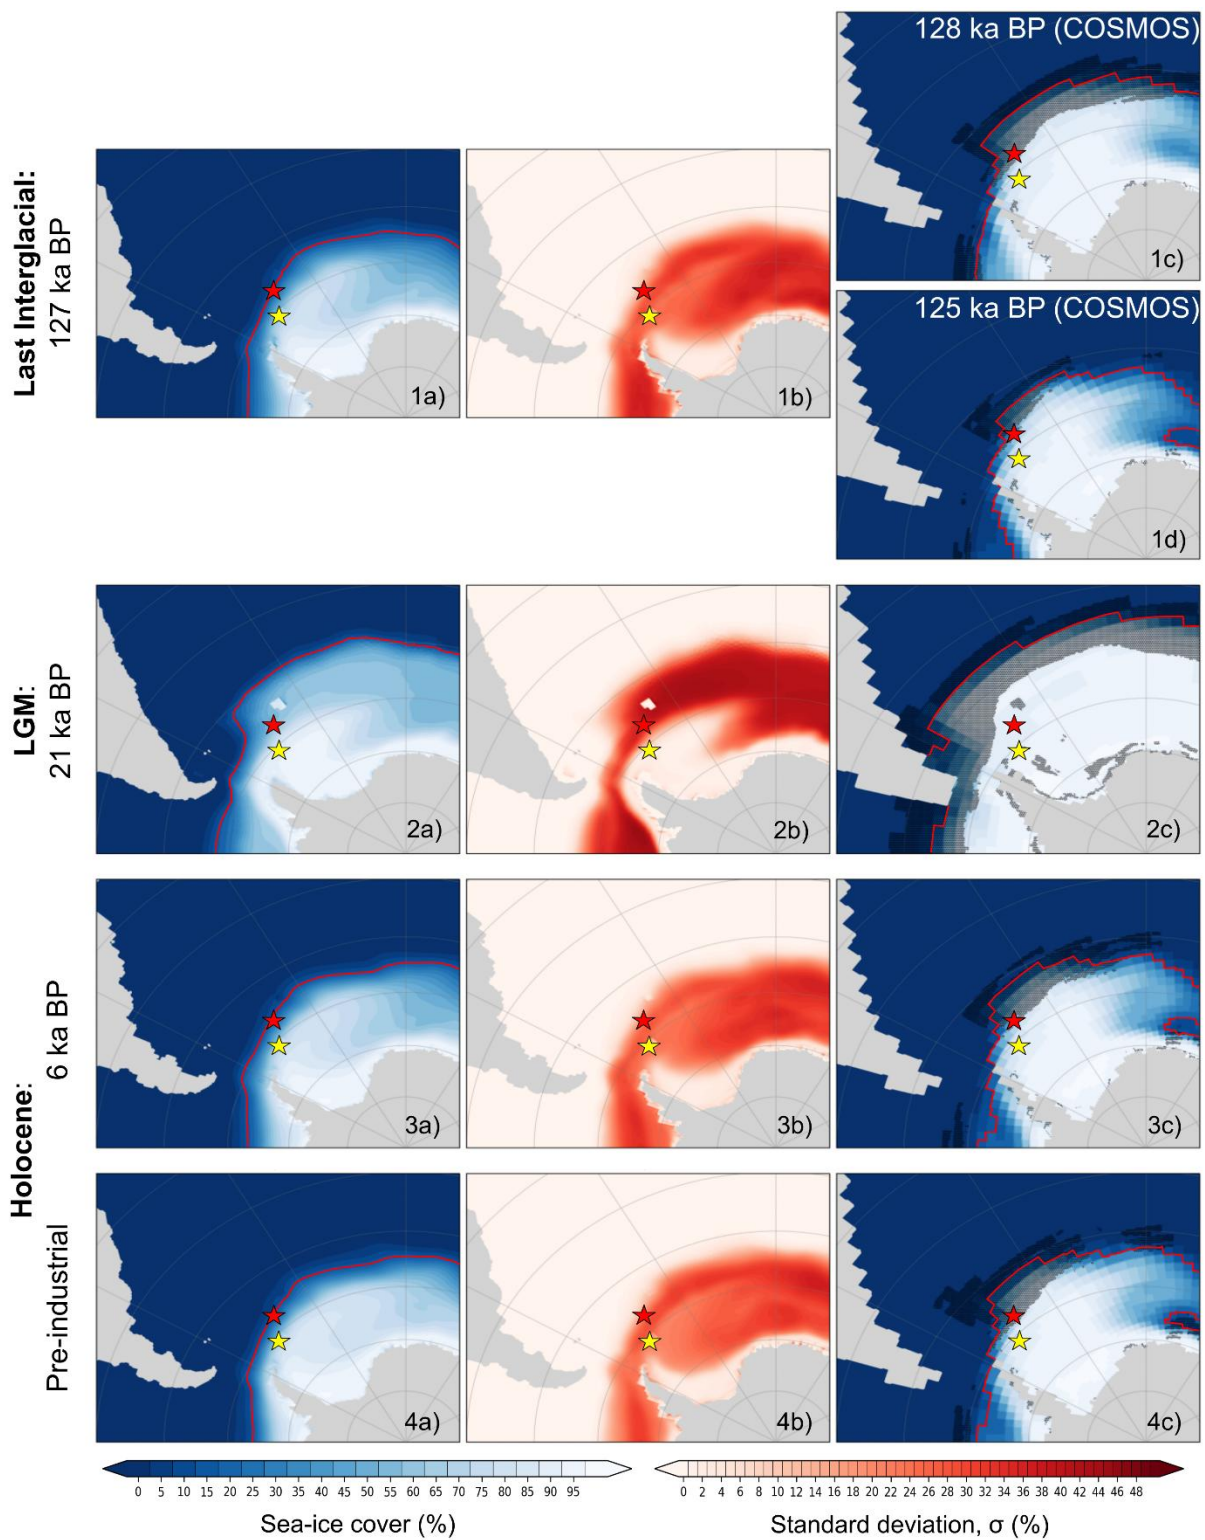 128 ka BP (COSMOS)
1c)
Last Interglacial:
127 ka BP
1a)
1b)
125 ka BP (COSMOS)
1d)
LGM:
21 ka BP
2a)
2b)
2c)
Holocene:
6 ka BP
3a)
3b)
3c)
Pre-industrial
4a)
4b)
4c)
0 5 10 15 20 25 30 35 40 45 50 55 60 65 70 75 80 85 90 95
Sea-ice cover (%)
0 2 4 6 8 10 12 14 16 18 20 22 24 26 28 30 32 34 36 38 40 42 44 46 48
Standard deviation, σ (%)